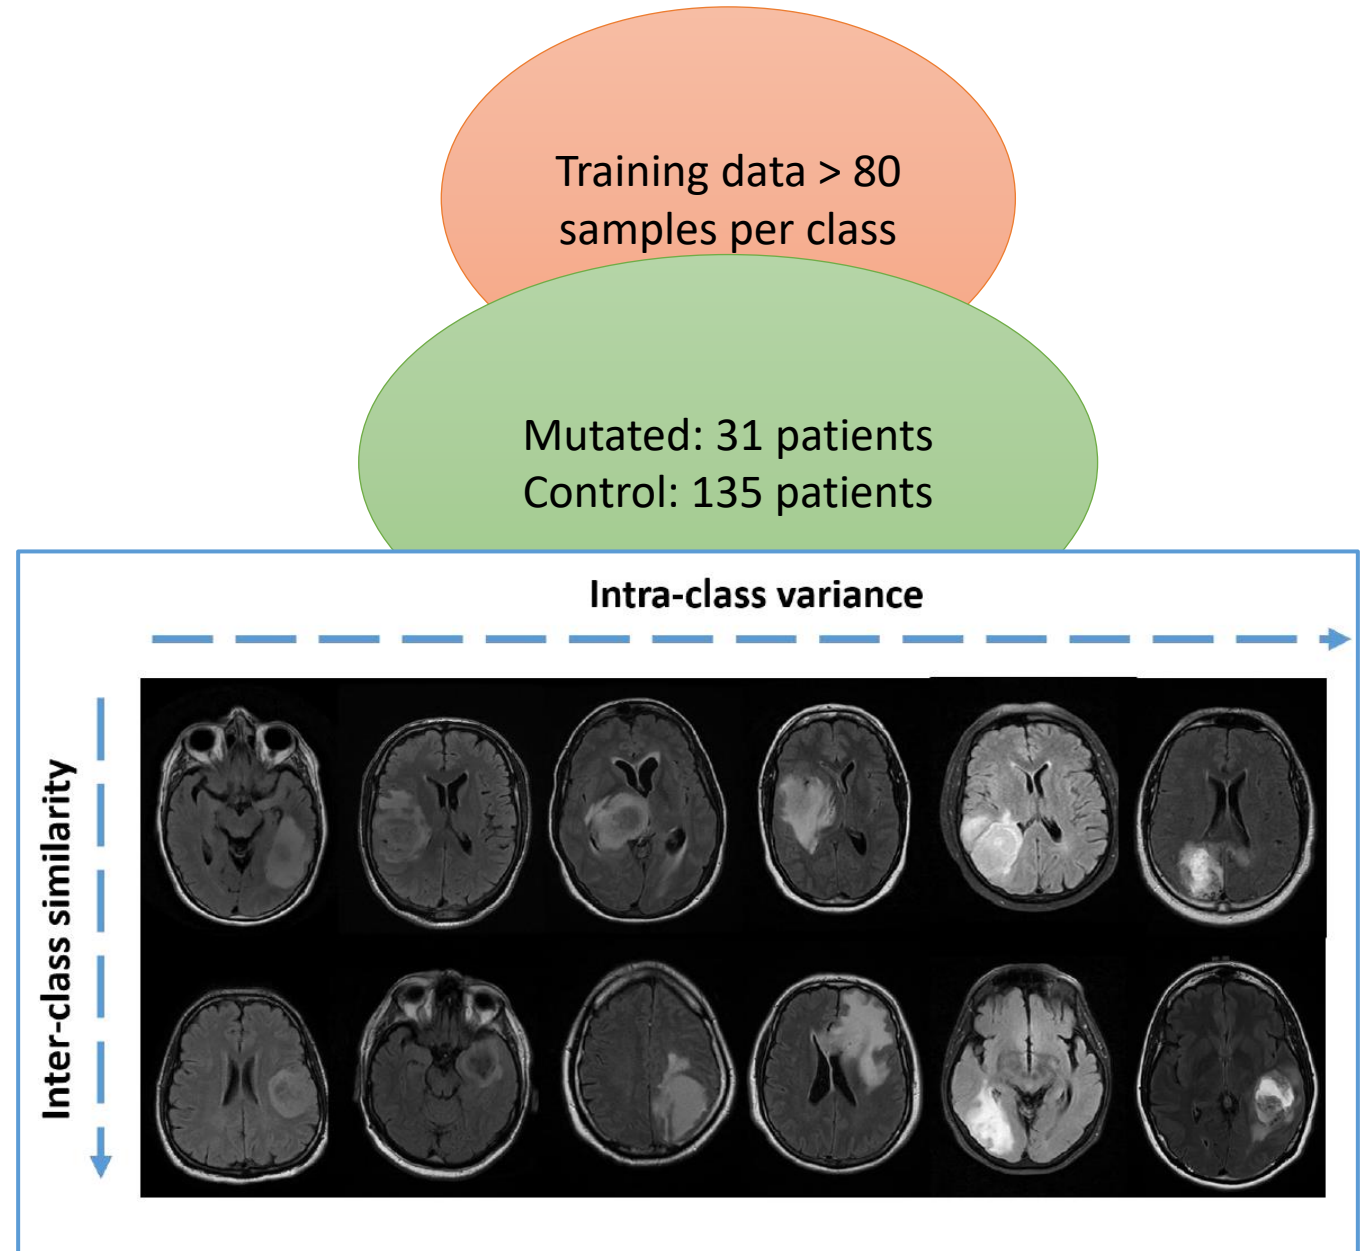 Training data > 80
samples per class
Mutated: 31 patients
Control: 135 patients
Intra-class variance
Inter-class similarity